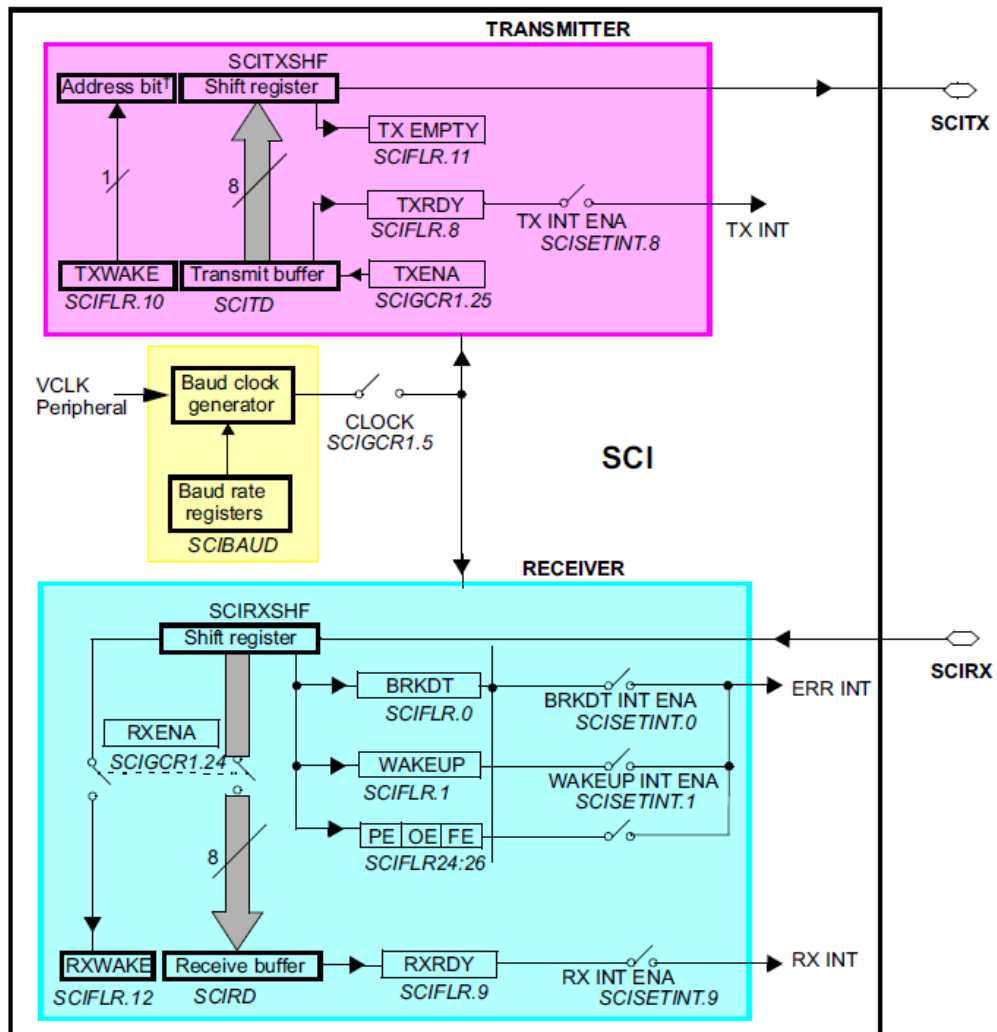 TRANSMITTER
SCITXSHF
Address bit†
Shift register
TX EMPTY
SCIFLR.11
SCITX
1
8
TXRDY
SCIFLR.8
TX INT ENA
SCISETINT.8
TX INT
TXWAKE
SCIFLR.10
Transmit buffer
SCITD
TXENA
SCIGCR1.25
VCLK
Peripheral
Baud clock
generator
CLOCK
SCIGCR1.5
Baud rate
registers
SCIBAUD
SCI
RECEIVER
SCIRXSHF
Shift register
SCIRX
BRKDT
SCIFLR.0
BRKDT INT ENA
SCISETINT.0
ERR INT
RXENA
SCIGCR1.24
WAKEUP
SCIFLR.1
WAKEUP INT ENA
SCISETINT.1
PE OE FE
SCIFLR24:26
8
RXWAKE
SCIFLR.12
Receive buffer
SCIRD
RXRDY
SCIFLR.9
RX INT ENA
SCISETINT.9
RX INT